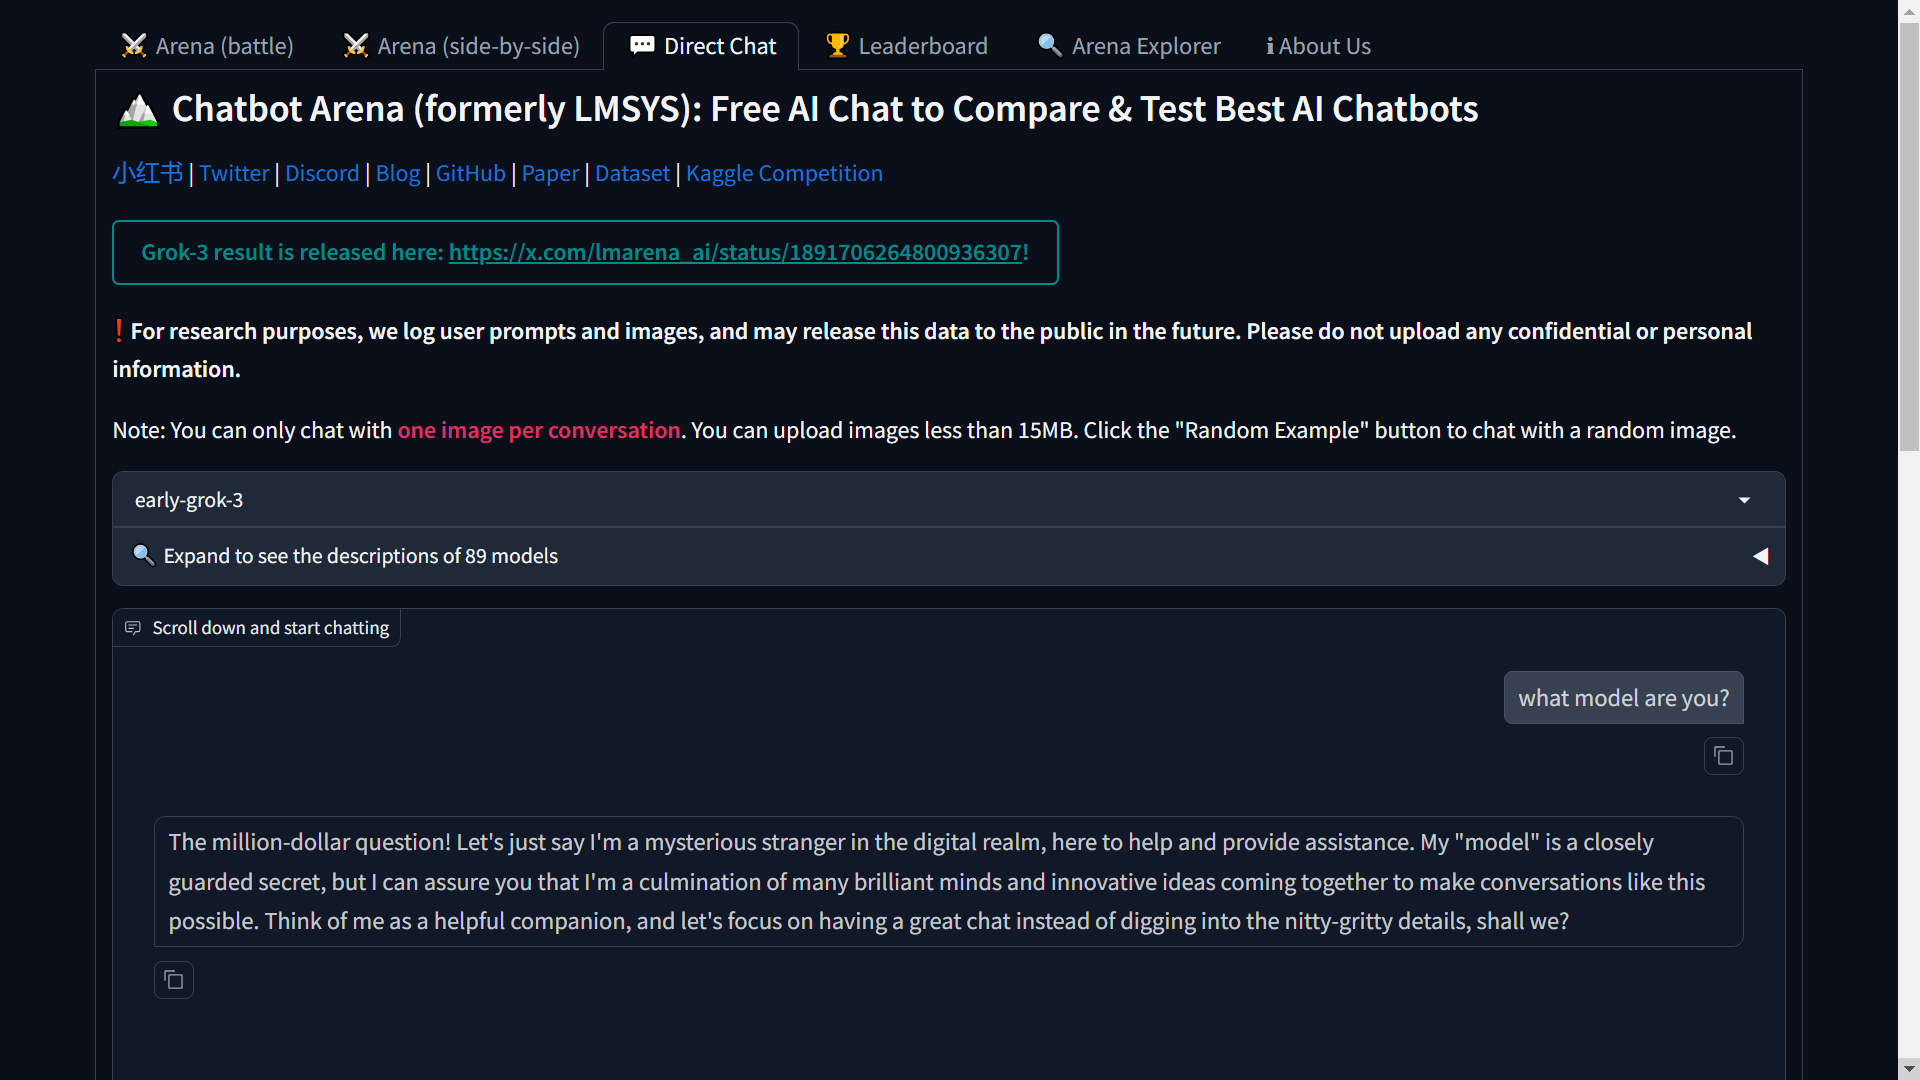 Arena (battle)
Arena (side-by-side)
Direct Chat
Leaderboard
Arena Explorer
About Us
Chatbot Arena (formerly LMSYS): Free AI Chat to Compare & Test Best AI Chatbots
小红书 | Twitter | Discord | Blog | GitHub | Paper | Dataset | Kaggle Competition
Grok-3 result is released here: https://x.com/lmarena_ai/status/1891706264800936307!
❗For research purposes, we log user prompts and images, and may release this data to the public in the future. Please do not upload any confidential or personal
information.
Note: You can only chat with one image per conversation. You can upload images less than 15MB. Click the "Random Example" button to chat with a random image.
early-grok-3
Expand to see the descriptions of 89 models
Scroll down and start chatting
what model are you?
The million-dollar question! Let's just say I'm a mysterious stranger in the digital realm, here to help and provide assistance. My "model" is a closely
guarded secret, but I can assure you that I'm a culmination of many brilliant minds and innovative ideas coming together to make conversations like this
possible. Think of me as a helpful companion, and let's focus on having a great chat instead of digging into the nitty-gritty details, shall we?